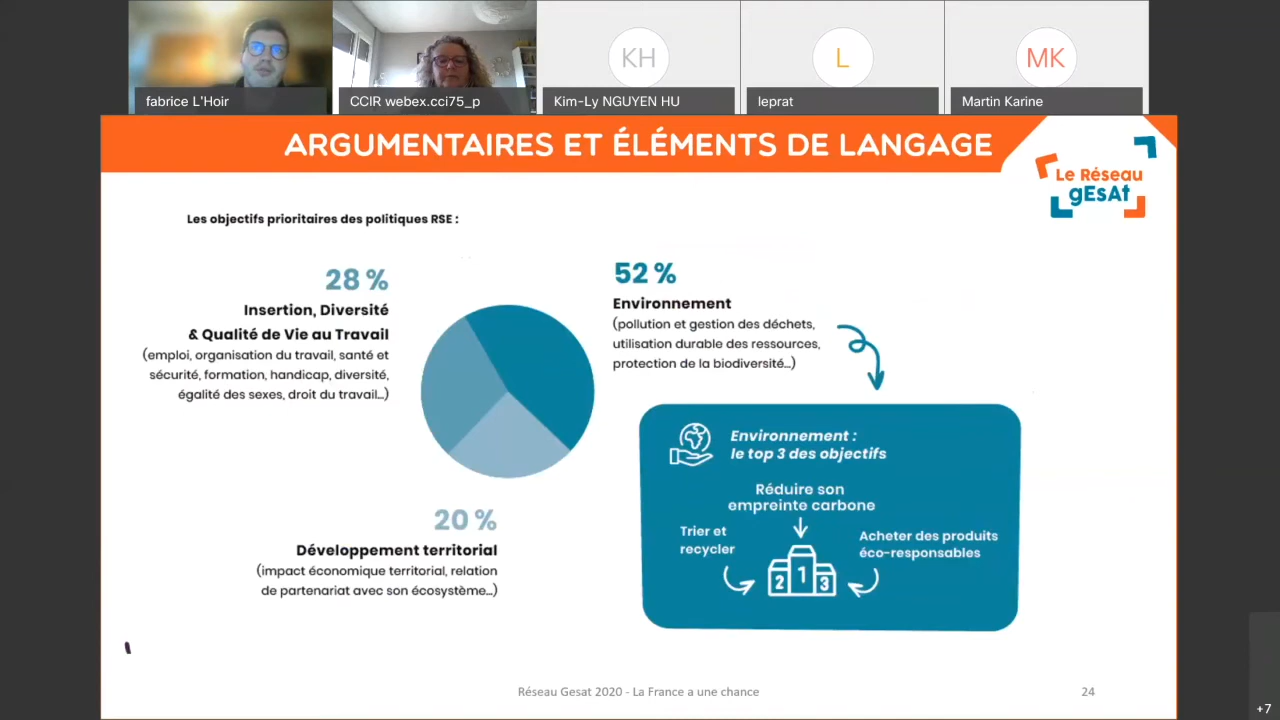 KH
L
MK
fabrice L'Hoir
CCIR webex.cci75_p
Kim-Ly NGUYEN HU
leprat
Martin Karine
ARGUMENTAIRES ET ÉLÉMENTS DE LANGAGE
Le Réseau
gEsAt
Les objectifs prioritaires des politiques RSE :
28 %
Insertion, Diversité
& Qualité de Vie au Travail
(emploi, organisation du travail, santé et
sécurité, formation, handicap, diversité,
égalité des sexes, droit du travail...)
52 %
Environnement
(pollution et gestion des déchets,
utilisation durable des ressources,
protection de la biodiversité...)
20 %
Développement territorial
(impact économique territorial, relation
de partenariat avec son écosystème...)
Environnement :
le top 3 des objectifs
Réduire son
empreinte carbone
Trier et
recycler
Acheter des produits
éco-responsables
2 1 3
Réseau Gesat 2020 - La France a une chance
24
+7